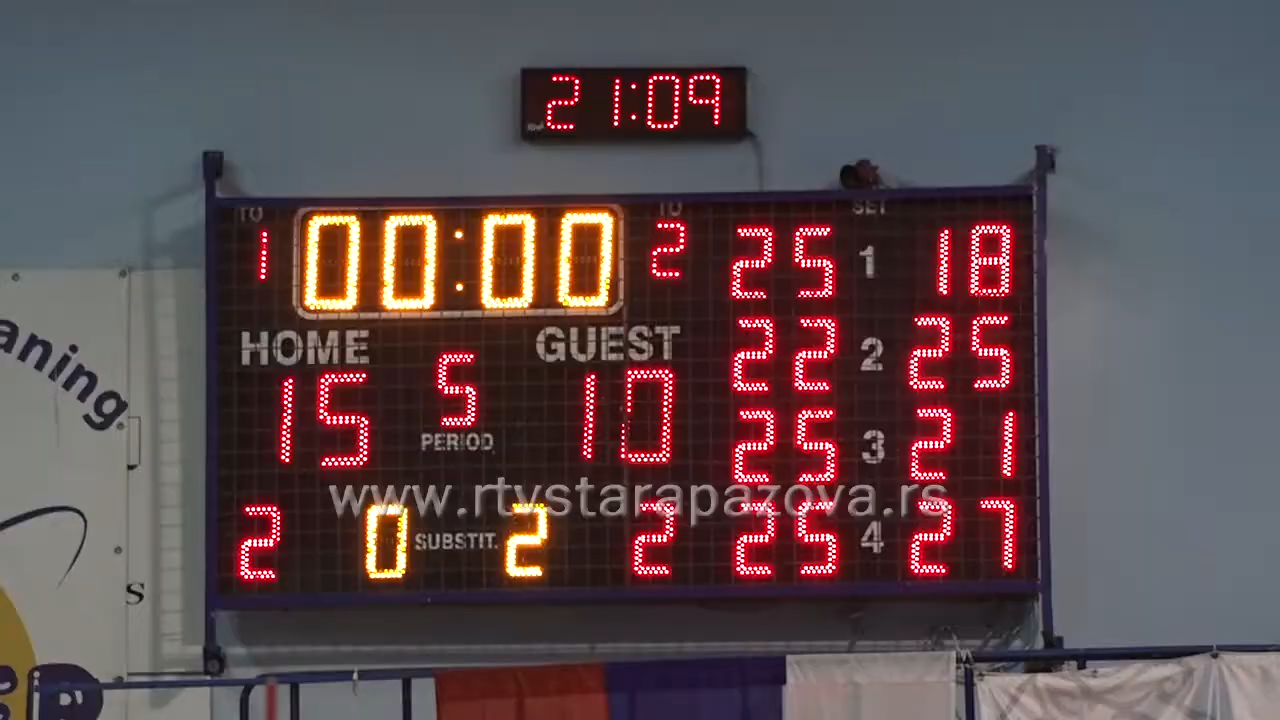 21:09
TO 00:00 TO SET
1 2 25 1 18
HOME GUEST 22 2 25
15 5 10
PERIOD 25 3 21
www.rtvstarapazova.rs
2 0 SUBSTIT. 2 2 25 4 27
aning
s